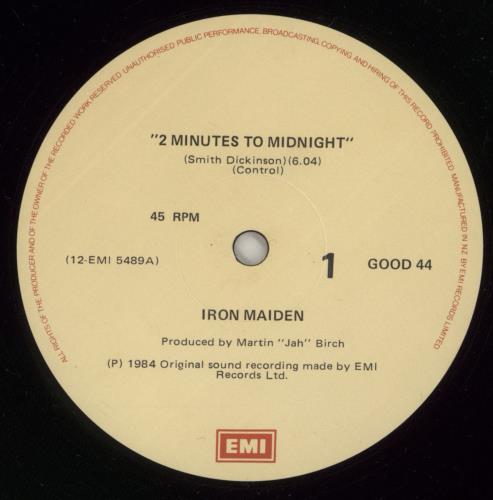 ALL RIGHTS OF THE PRODUCER AND OF THE OWNER OF THE RECORDED WORK RESERVED UNAUTHORISED PUBLIC PERFORMANCE, BROADCASTING, COPYING AND HIRING OF THIS RECORD PROHIBITED MANUFACTURED IN N.Z. BY EMI RECORDS LIMITED
"2 MINUTES TO MIDNIGHT"
(Smith Dickinson)(6.04)
(Control)
45 RPM
(12-EMI 5489A)
1 GOOD 44
IRON MAIDEN
Produced by Martin "Jah" Birch
(P) 1984 Original sound recording made by EMI
Records Ltd.
EMI